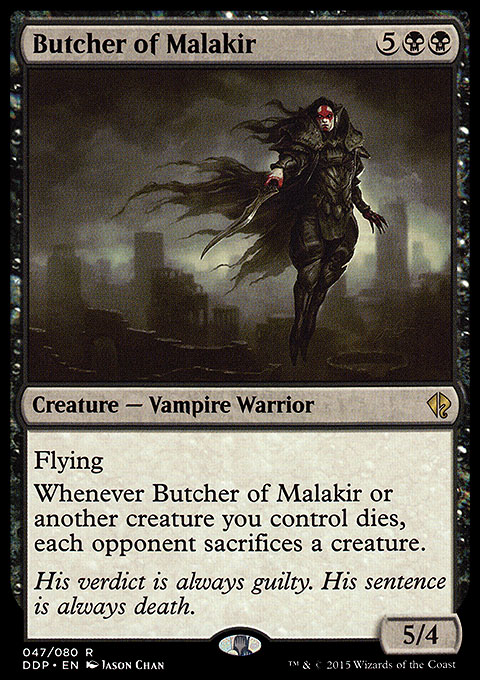 Butcher of Malakir 5
Creature — Vampire Warrior
Flying
Whenever Butcher of Malakir or
another creature you control dies,
each opponent sacrifices a creature.
His verdict is always guilty. His sentence
is always death.
5/4
047/080 R
DDP • EN Jason Chan
™ & © 2015 Wizards of the Coast